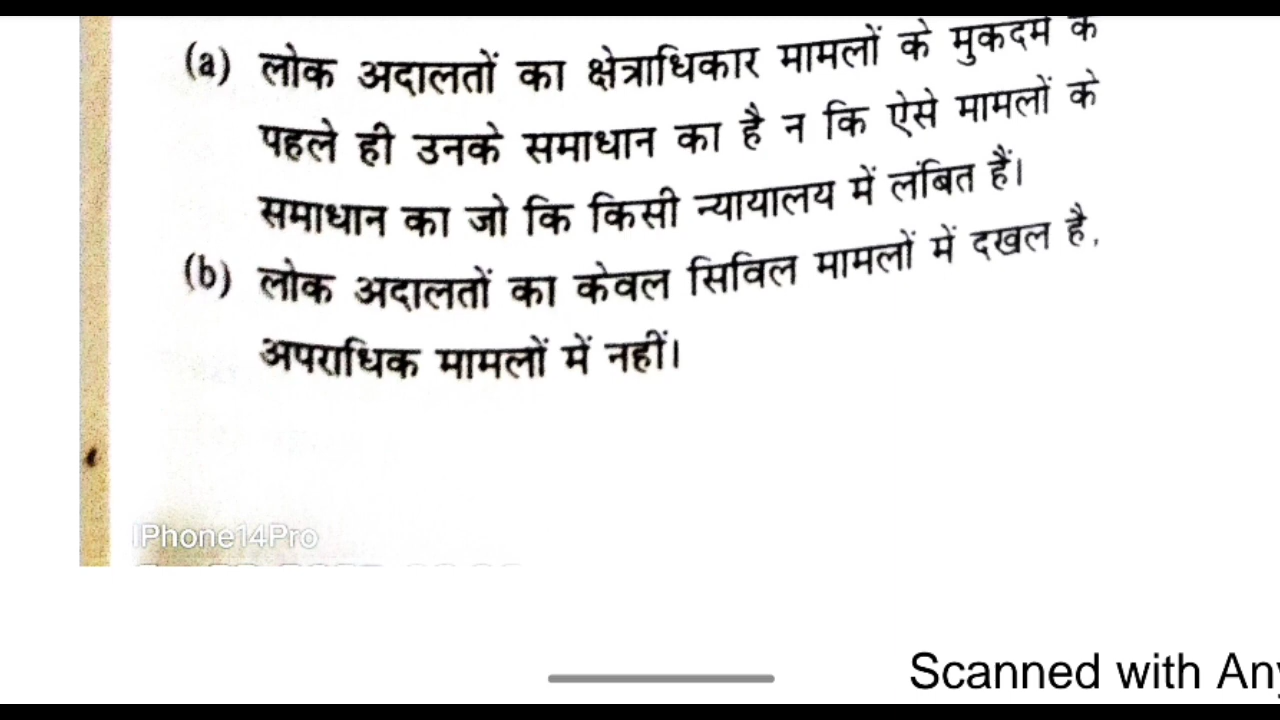 (a) लोक अदालतों का क्षेत्राधिकार मामलों के मुकदमे के
पहले ही उनके समाधान का है न कि ऐसे मामलों के
समाधान का जो कि किसी न्यायालय में लंबित हैं।
(b) लोक अदालतों का केवल सिविल मामलों में दखल है,
अपराधिक मामलों में नहीं।
IPhone14Pro
Scanned with